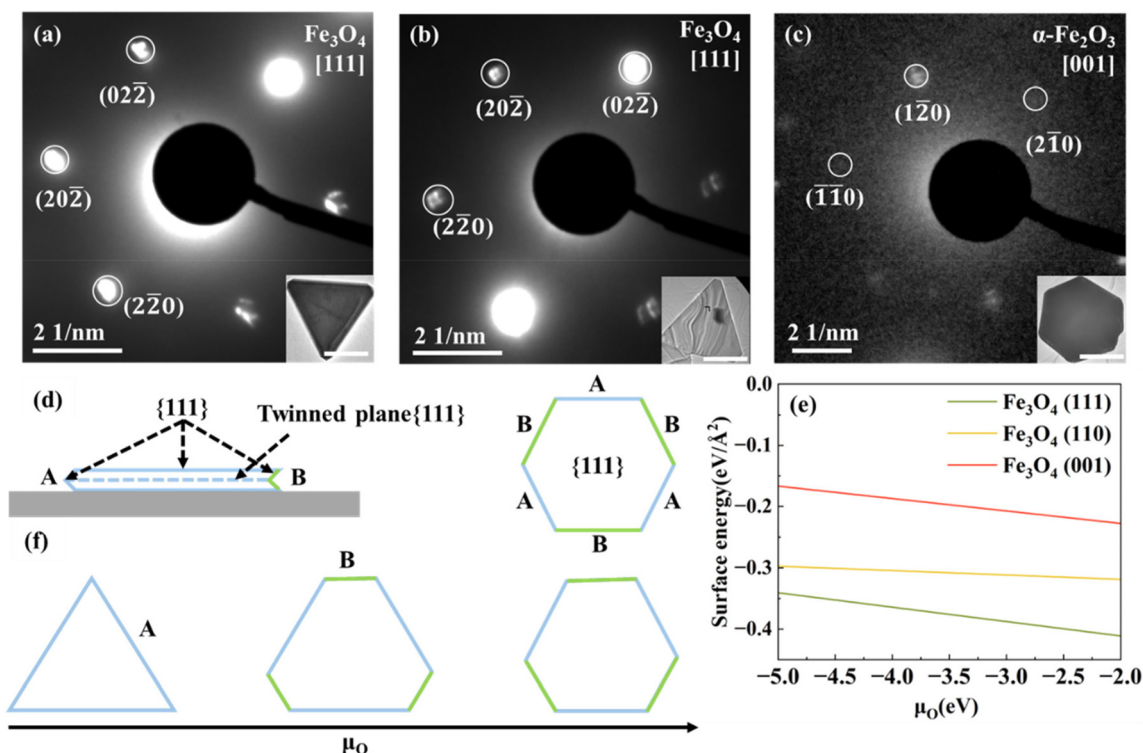 (a)
Fe₃O₄
[111]
(022̅)
(202̅)
(22̅0)
2 1/nm
(b)
Fe₃O₄
[111]
(202̅)
(022̅)
(22̅0)
2 1/nm
(c)
α-Fe₂O₃
[001]
(12̅0)
(21̅0)
(1̅1̅0)
2 1/nm
(d)
{111}
Twinned plane{111}
A
B
A
B
B
{111}
A
A
B
(e)
Fe₃O₄ (111)
Fe₃O₄ (110)
Fe₃O₄ (001)
Surface energy(eV/Å²)
0.0
−0.1
−0.2
−0.3
−0.4
−5.0 −4.5 −4.0 −3.5 −3.0 −2.5 −2.0
μ_O(eV)
(f)
A
B
μ_O